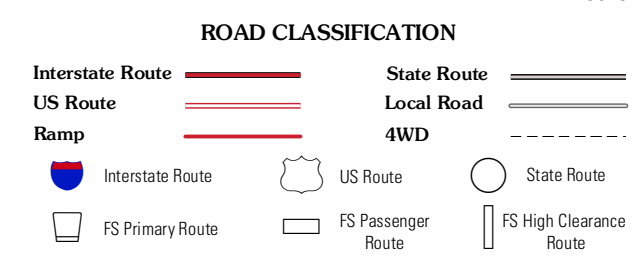 ROAD CLASSIFICATION
Interstate Route
State Route
US Route
Local Road
Ramp
4WD
Interstate Route
US Route
State Route
FS Primary Route
FS Passenger
Route
FS High Clearance
Route